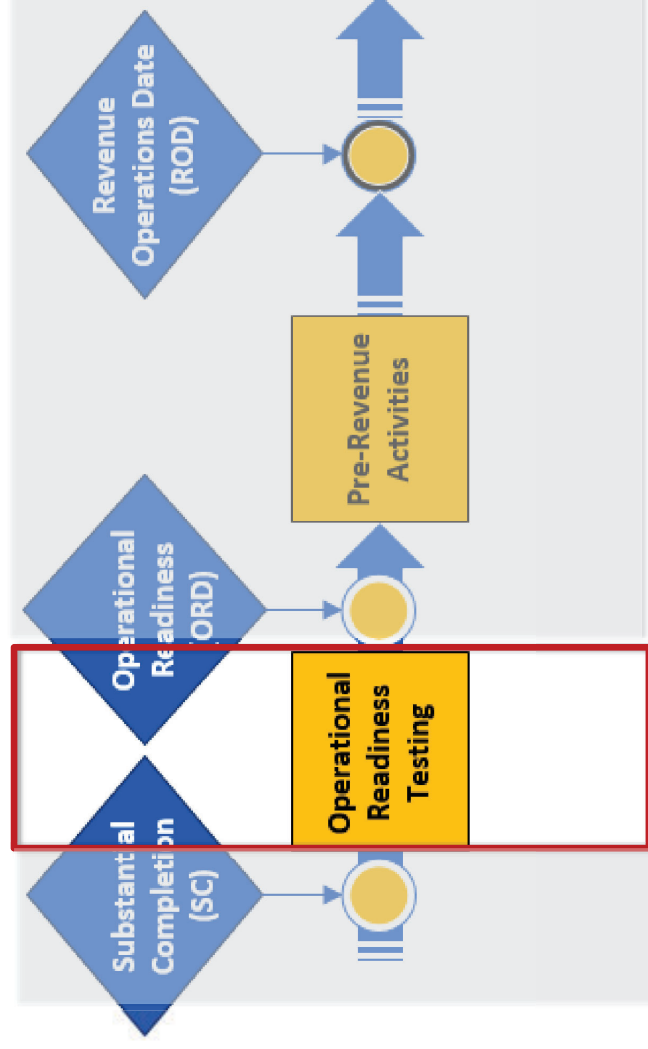 Substantial
Completion
(SC)
Operational
Readiness
(ORD)
Revenue
Operations Date
(ROD)
Operational
Readiness
Testing
Pre-Revenue
Activities